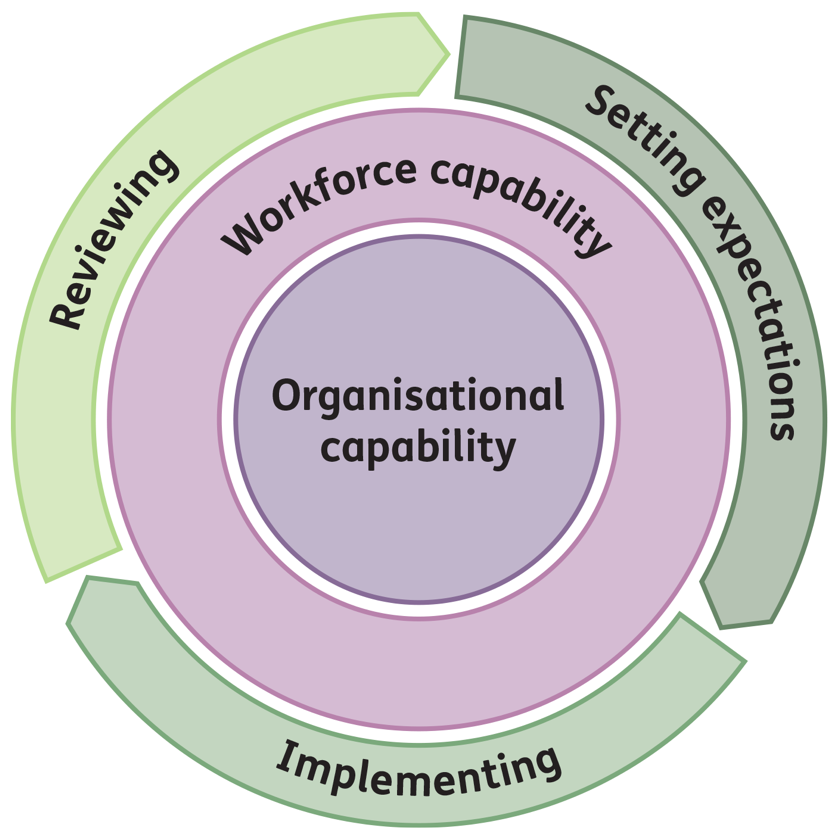 Setting expectations
Implementing
Reviewing
Workforce capability
Organisational
capability